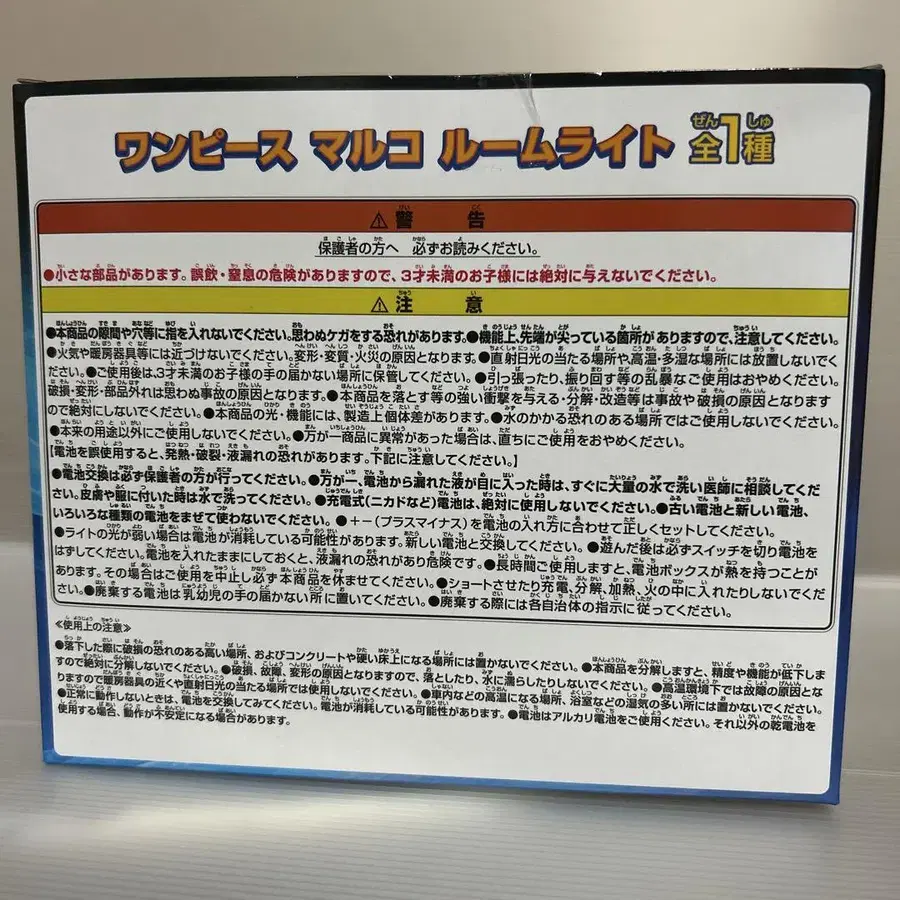 ワンピース マルコ ルームライト 全1種
⚠警告
保護者の方へ 必ずお読みください。
●小さな部品があります。誤飲・窒息の危険がありますので、3才未満のお子様には絶対に与えないでください。
⚠注意
●本商品の隙間や穴等に指を入れないでください。思わぬケガをする恐れがあります。●機能上、先端が尖っている箇所がありますので、注意してください。
●火気や暖房器具等には近づけないでください。変形・変質・火災の原因となります。●直射日光の当たる場所や、高温・多湿な場所には放置しないでください。
●ご使用後は、3才未満のお子様の手の届かない場所に保管してください。●引っ張ったり、振り回す等の乱暴なご使用はおやめください。
破損・変形・部品外れは思わぬ事故の原因となります。●本商品を落とす等の強い衝撃を与える・分解・改造等は事故や破損の原因となりますので絶対にしないでください。
●本商品の光・機能には、製造上個体差があります。●水のかかる恐れのある場所ではご使用しないでください。
●本来の用途以外にご使用しないでください。●万が一商品に異常があった場合は、直ちにご使用をおやめください。
【電池を誤使用すると、発熱・破裂・液漏れの恐れがあります。下記に注意してください。】
●電池交換は必ず保護者の方が行ってください。●万が一、電池から漏れた液が目に入った時は、すぐに大量の水で洗い医師に相談してください。
皮膚や服に付いた時は水で洗ってください。●充電式(ニカドなど)電池は、絶対に使用しないでください。●古い電池と新しい電池、
いろいろな種類の電池をまぜて使わないでください。●+−(プラスマイナス)を電池の入れ方に合わせて正しくセットしてください。
●ライトの光が弱い場合は電池が消耗している可能性があります。新しい電池と交換してください。●遊んだ後は必ずスイッチを切り電池を
はずしてください。電池を入れたままにしておくと、液漏れの恐れがあり危険です。●長時間ご使用しますと、電池ボックスが熱を持つことが
あります。その場合はご使用を中止し必ず本商品を休ませてください。●ショートさせたり充電、分解、加熱、火の中に入れたりしないでください。
●廃棄する電池は乳幼児の手の届かない所に置いてください。●廃棄する際には各自治体の指示に従ってください。
≪使用上の注意≫
●落下した際に破損の恐れのある高い場所、およびコンクリートや硬い床上になる場所には置かないでください。●本商品を分解しますと、精度や機能が低下しま
すので絶対に分解しないでください。●破損、故障、変形の原因となりますので、落としたり、水に濡らしたりしないでください。●高温環境下では故障の原因となり
ますので暖房器具の近くや直射日光の当たる場所では使用しないでください。●車内などの高温になる場所、浴室などの湿気の多い所には置かないでください。
●正常に動作しないときは、電池を交換してみてください。電池が消耗している可能性があります。●電池はアルカリ電池をご使用ください。それ以外の乾電池を
使用する場合、動作が不安定になる場合があります。